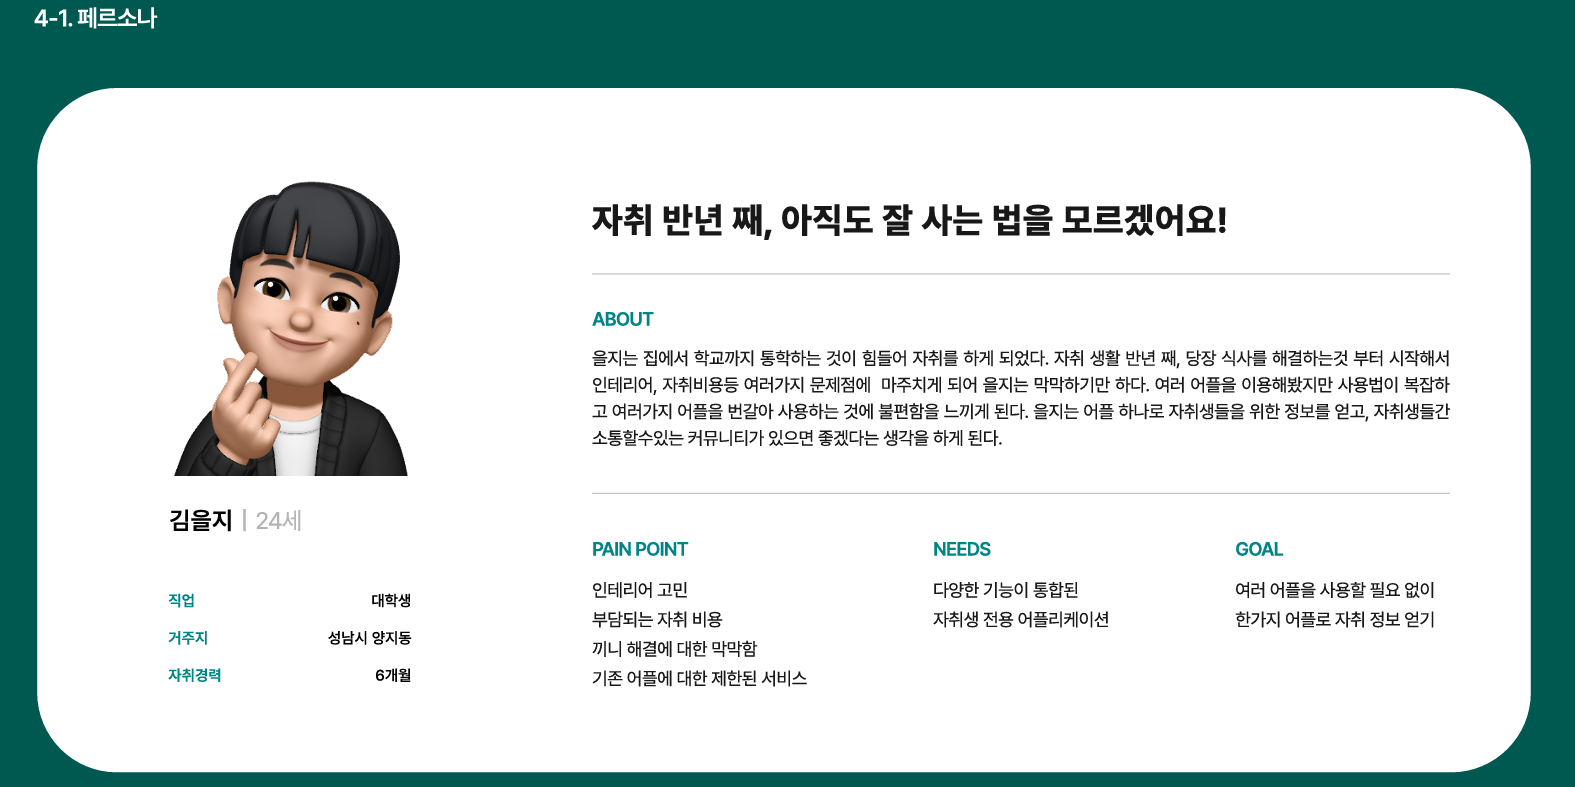 4-1. 페르소나
김을지 | 24세
직업 대학생
거주지 성남시 양지동
자취경력 6개월
자취 반년 째, 아직도 잘 사는 법을 모르겠어요!
ABOUT
을지는 집에서 학교까지 통학하는 것이 힘들어 자취를 하게 되었다. 자취 생활 반년 째, 당장 식사를 해결하는것 부터 시작해서
인테리어, 자취비용등 여러가지 문제점에  마주치게 되어 을지는 막막하기만 하다. 여러 어플을 이용해봤지만 사용법이 복잡하
고 여러가지 어플을 번갈아 사용하는 것에 불편함을 느끼게 된다. 을지는 어플 하나로 자취생들을 위한 정보를 얻고, 자취생들간
소통할수있는 커뮤니티가 있으면 좋겠다는 생각을 하게 된다.
PAIN POINT
인테리어 고민
부담되는 자취 비용
끼니 해결에 대한 막막함
기존 어플에 대한 제한된 서비스
NEEDS
다양한 기능이 통합된
자취생 전용 어플리케이션
GOAL
여러 어플을 사용할 필요 없이
한가지 어플로 자취 정보 얻기